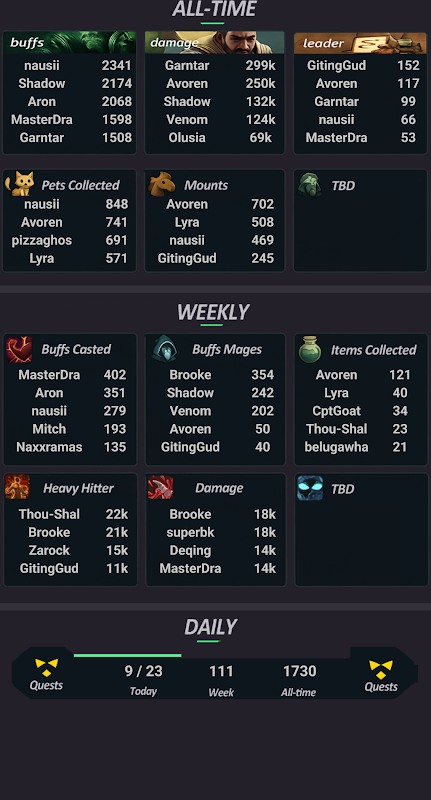 ALL-TIME
buffs
nausii 2341
Shadow 2174
Aron 2068
MasterDra 1598
Garntar 1508
damage
Garntar 299k
Avoren 250k
Shadow 132k
Venom 124k
Olusia 69k
leader
GitingGud 152
Avoren 117
Garntar 99
nausii 66
MasterDra 53
Pets Collected
nausii 848
Avoren 741
pizzaghos 691
Lyra 571
Mounts
Avoren 702
Lyra 508
nausii 469
GitingGud 245
TBD
WEEKLY
Buffs Casted
MasterDra 402
Aron 351
nausii 279
Mitch 193
Naxxramas 135
Buffs Mages
Brooke 354
Shadow 242
Venom 202
Avoren 50
GitingGud 40
Items Collected
Avoren 121
Lyra 40
CptGoat 34
Thou-Shal 23
belugawha 21
Heavy Hitter
Thou-Shal 22k
Brooke 21k
Zarock 15k
GitingGud 11k
Damage
Brooke 18k
superbk 18k
Deqing 14k
MasterDra 14k
TBD
DAILY
Quests
9 / 23
Today
111
Week
1730
All-time
Quests